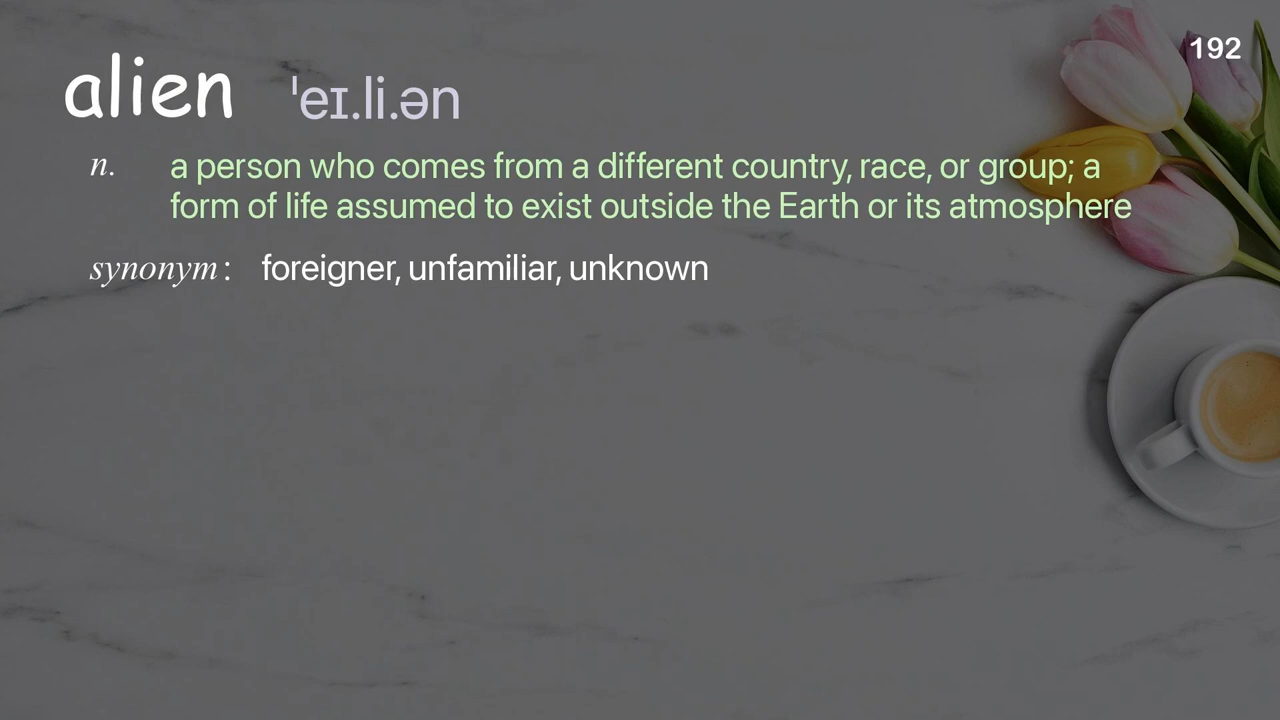 192
alien ˈeɪ.li.ən
n. a person who comes from a different country, race, or group; a
form of life assumed to exist outside the Earth or its atmosphere
synonym: foreigner, unfamiliar, unknown